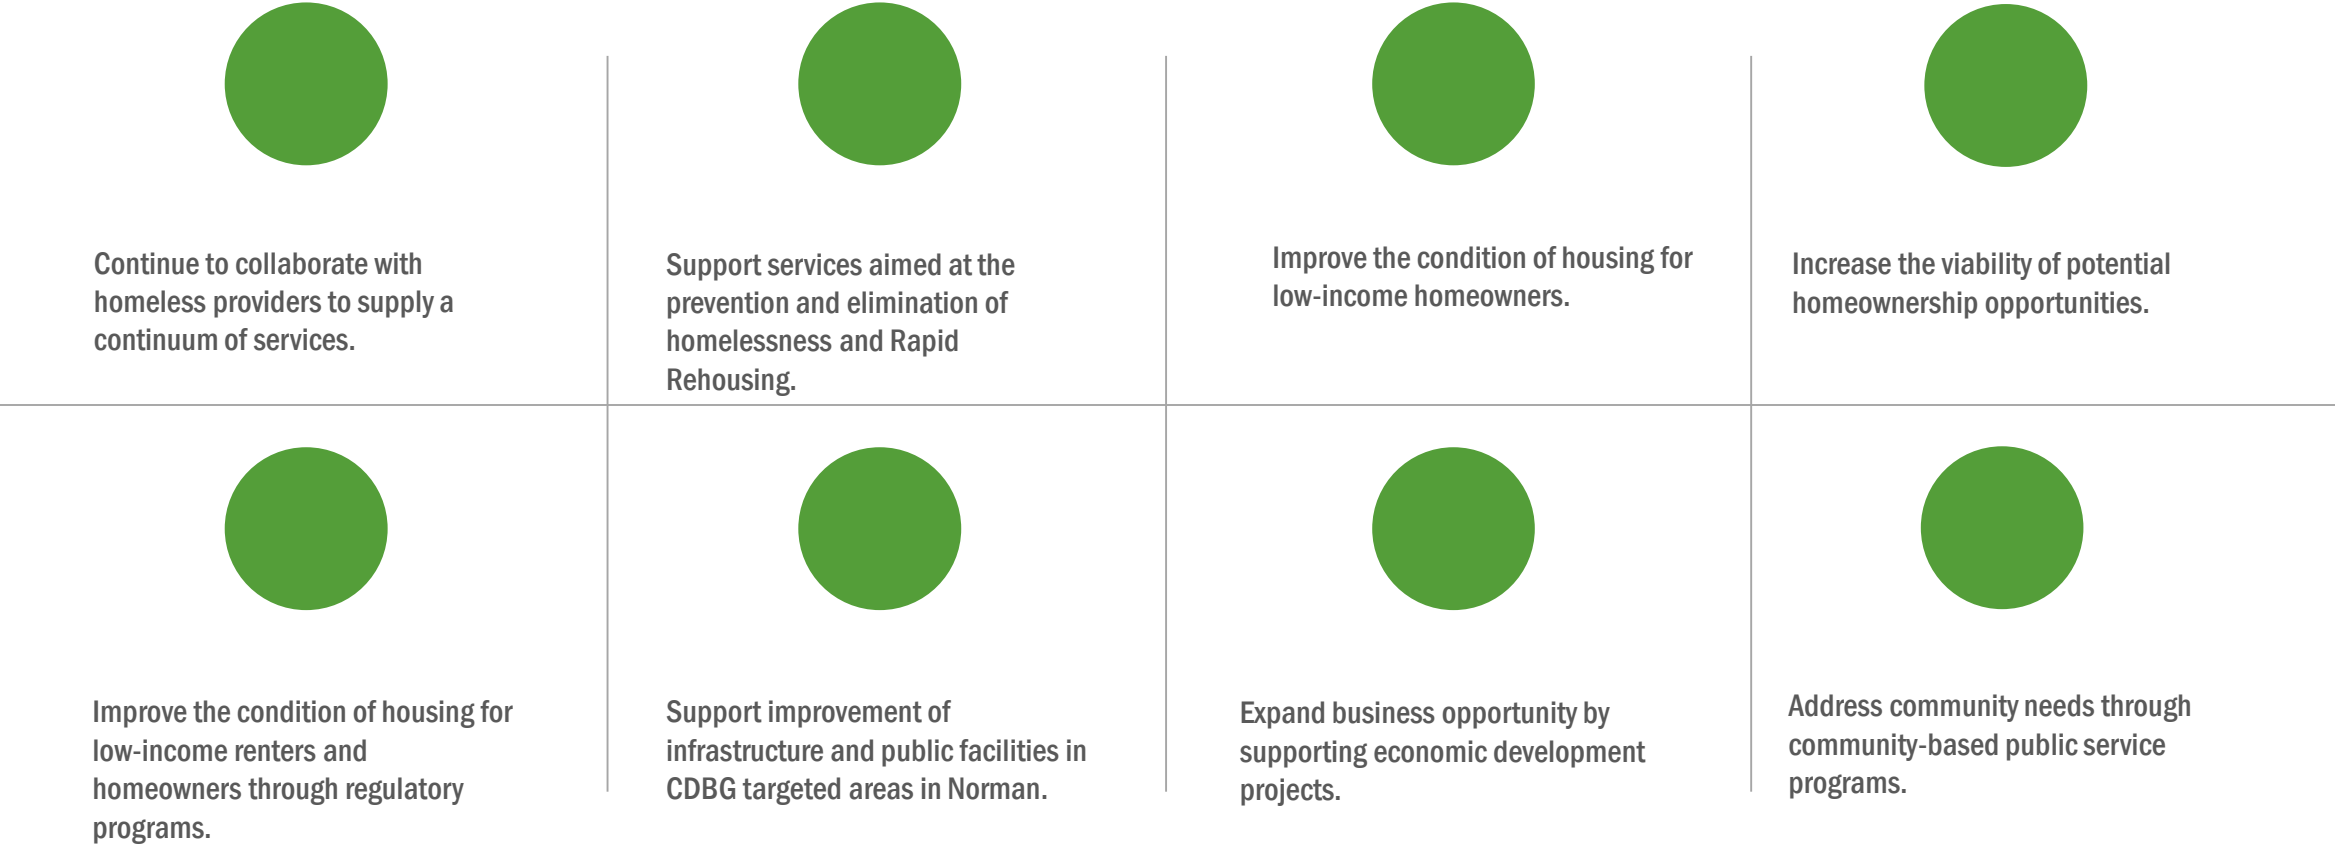 Continue to collaborate with
homeless providers to supply a
continuum of services.
Support services aimed at the
prevention and elimination of
homelessness and Rapid
Rehousing.
Improve the condition of housing for
low-income homeowners.
Increase the viability of potential
homeownership opportunities.
Improve the condition of housing for
low-income renters and
homeowners through regulatory
programs.
Support improvement of
infrastructure and public facilities in
CDBG targeted areas in Norman.
Expand business opportunity by
supporting economic development
projects.
Address community needs through
community-based public service
programs.